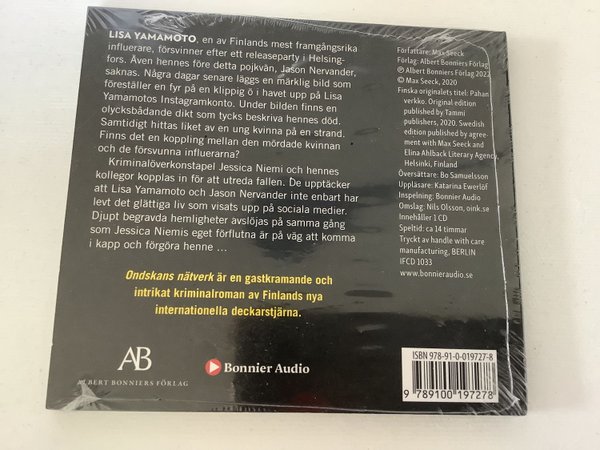 LISA YAMAMOTO, en av Finlands mest framgångsrika
influerare, försvinner efter ett releaseparty i Helsing-
fors. Även hennes före detta pojkvän, Jason Nervander,
saknas. Några dagar senare läggs en märklig bild som
föreställer en fyr på en klippig ö i havet upp på Lisa
Yamamotos Instagramkonto. Under bilden finns en
olycksbådande dikt som tycks beskriva hennes död.
Samtidigt hittas liket av en ung kvinna på en strand.
Finns det en koppling mellan den mördade kvinnan
och de försvunna influerarna?
Kriminalöverkonstapel Jessica Niemi och hennes
kollegor kopplas in för att utreda fallen. De upptäcker
att Lisa Yamamoto och Jason Nervander inte enbart har
levt det glättiga liv som visats upp på sociala medier.
Djupt begravda hemligheter avslöjas på samma gång
som Jessica Niemis eget förflutna är på väg att komma
i kapp och förgöra henne ...
Ondskans nätverk är en gastkramande och
intrikat kriminalroman av Finlands nya
internationella deckarstjärna.
AB
ALBERT BONNIERS FÖRLAG
Bonnier Audio
Författare: Max Seeck
Förlag: Albert Bonniers Förlag
℗ Albert Bonniers Förlag 2022
© Max Seeck, 2020
Finska originalets titel: Pahan
verkko. Original edition
published by Tammi
publishers, 2020. Swedish
edition published by agree-
ment with Max Seeck and
Elina Ahlback Literary Agency,
Helsinki, Finland
Översättare: Bo Samuelsson
Uppläsare: Katarina Ewerlöf
Inspelning: Bonnier Audio
Omslag: Nils Olsson, oink.se
Innehåller 1 CD
Speltid: ca 14 timmar
Tryckt av handle with care
manufacturing, BERLIN
IFCD 1033
www.bonnieraudio.se
ISBN 978-91-0-019727-8
9 789100 197278